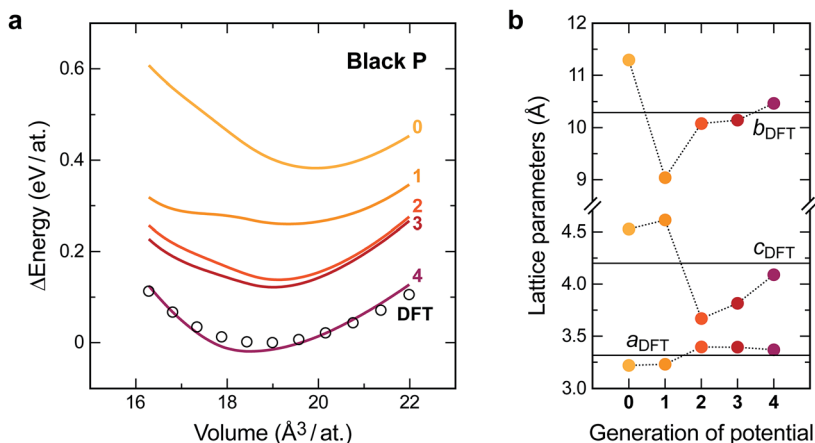 a
Black P
0.6
0.4
0.2
0
ΔEnergy (eV/at.)
0
1
2
3
4
DFT
16
18
20
22
Volume (Å3/at.)
b
11
10
9
4.5
4.0
3.5
3.0
Lattice parameters (Å)
bDFT
cDFT
aDFT
0 1 2 3 4
Generation of potential